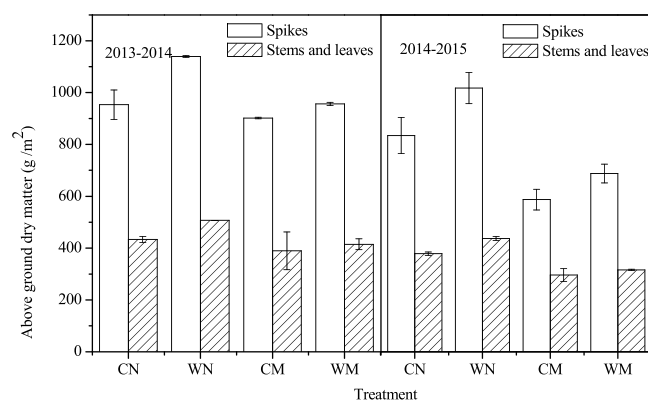 Above ground dry matter (g /m²)
1200
1000
800
600
400
200
0
2013-2014
Spikes
Stems and leaves
2014-2015
Spikes
Stems and leaves
CN WN CM WM CN WN CM WM
Treatment